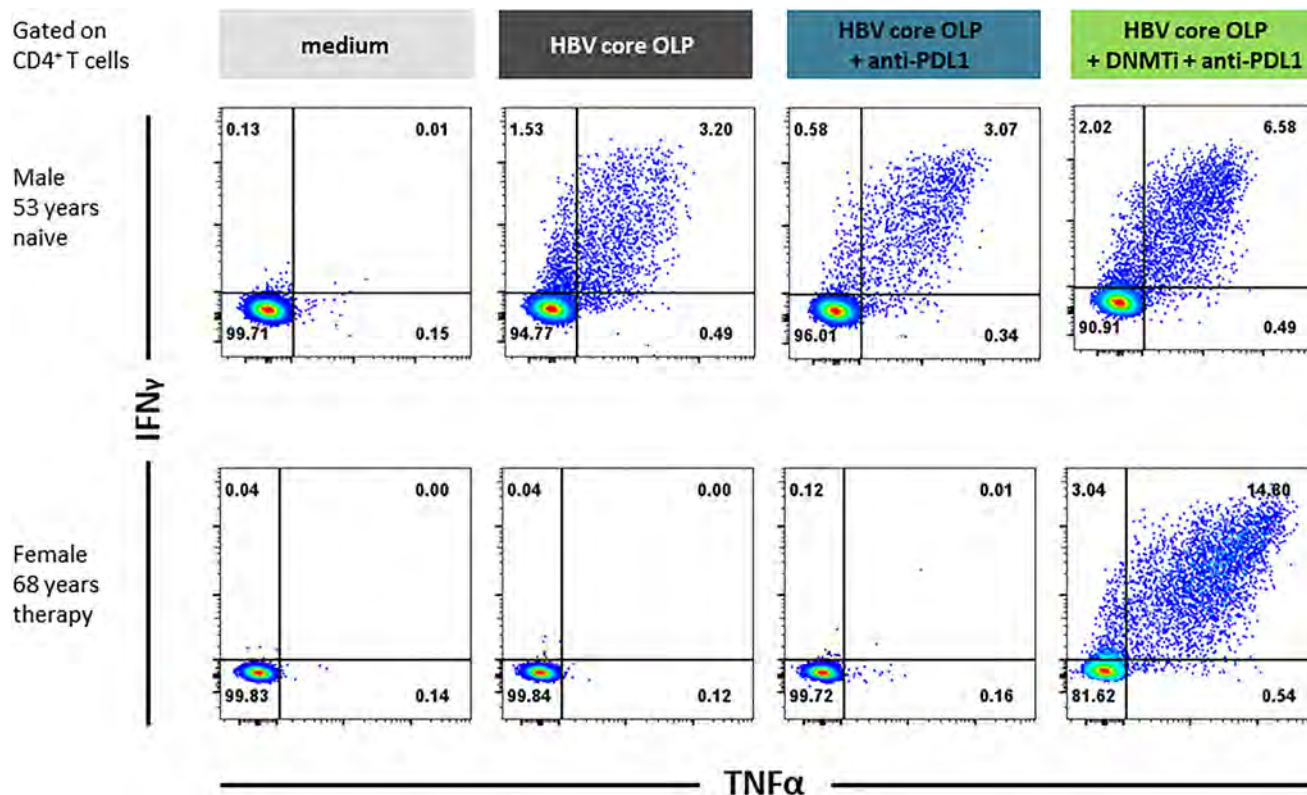 Gated on
CD4⁺ T cells
medium
HBV core OLP
HBV core OLP
+ anti-PDL1
HBV core OLP
+ DNMTi + anti-PDL1
Male
53 years
naive
0.13 0.01
99.71 0.15
1.53 3.20
94.77 0.49
0.58 3.07
96.01 0.34
2.02 6.58
90.91 0.49
IFNγ
Female
68 years
therapy
0.04 0.00
99.83 0.14
0.04 0.00
99.84 0.12
0.12 0.01
99.72 0.16
3.04 14.80
81.62 0.54
TNFα